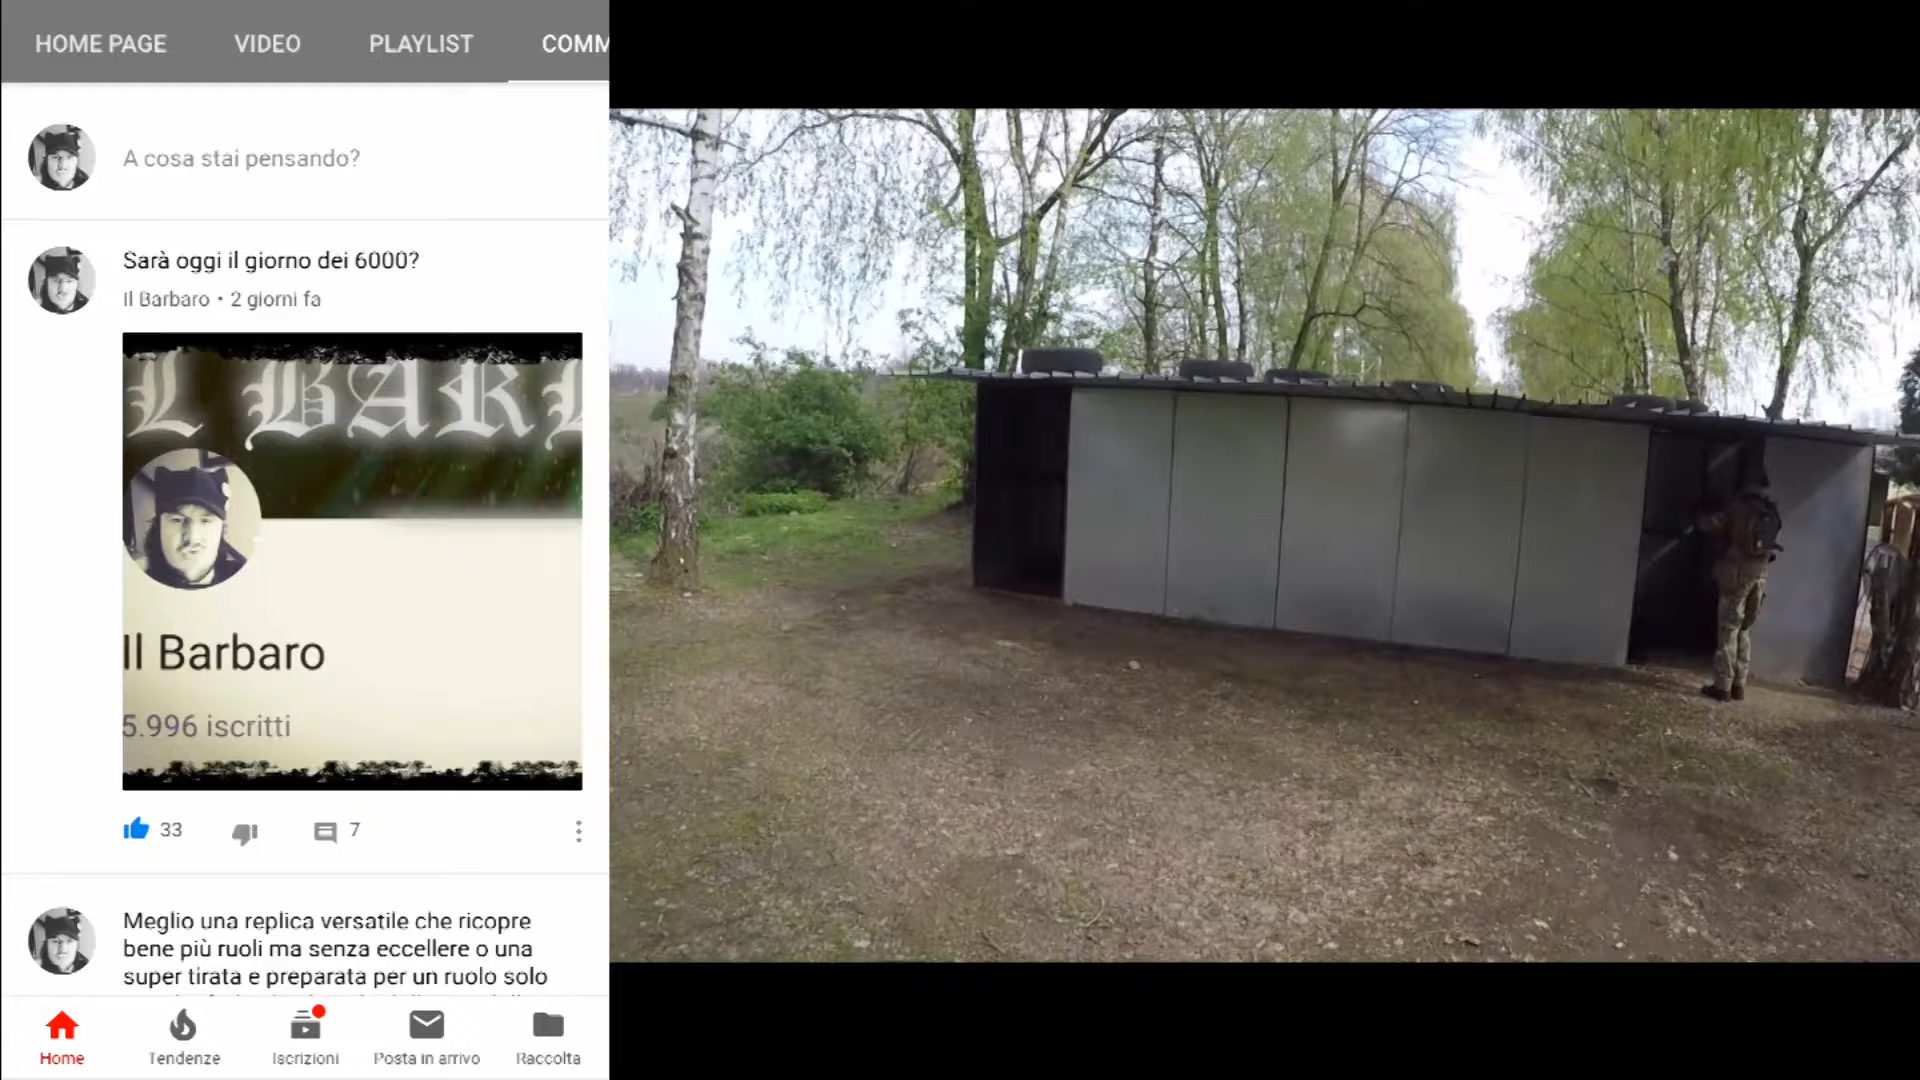 HOME PAGE VIDEO PLAYLIST COMM
A cosa stai pensando?
Sarà oggi il giorno dei 6000?
Il Barbaro • 2 giorni fa
L BAR
Il Barbaro
5.996 iscritti
33 7
Meglio una replica versatile che ricopre
bene più ruoli ma senza eccellere o una
super tirata e preparata per un ruolo solo
Home Tendenze Iscrizioni Posta in arrivo Raccolta